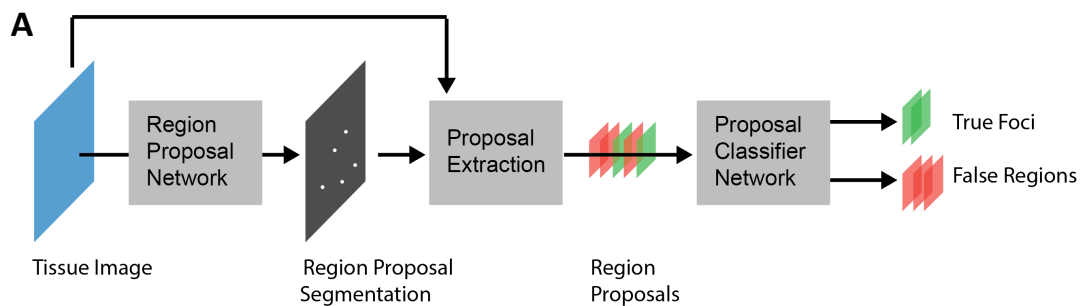 A
Region
Proposal
Network
Proposal
Extraction
Proposal
Classifier
Network
True Foci
False Regions
Tissue Image
Region Proposal
Segmentation
Region
Proposals